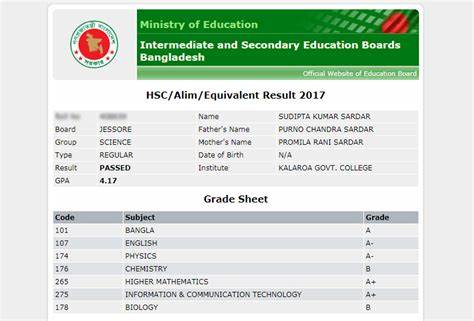 Ministry of Education
Intermediate and Secondary Education Boards
Bangladesh
Official Website of Education Board
HSC/Alim/Equivalent Result 2017
Roll No Name SUDIPTA KUMAR SARDAR
Board JESSORE Father's Name PURNO CHANDRA SARDAR
Group SCIENCE Mother's Name PROMILA RANI SARDAR
Type REGULAR Date of Birth N/A
Result PASSED Institute KALAROA GOVT. COLLEGE
GPA 4.17
Grade Sheet
Code Subject Grade
101 BANGLA A
107 ENGLISH A-
174 PHYSICS A-
176 CHEMISTRY B
265 HIGHER MATHEMATICS A+
275 INFORMATION & COMMUNICATION TECHNOLOGY A+
178 BIOLOGY B